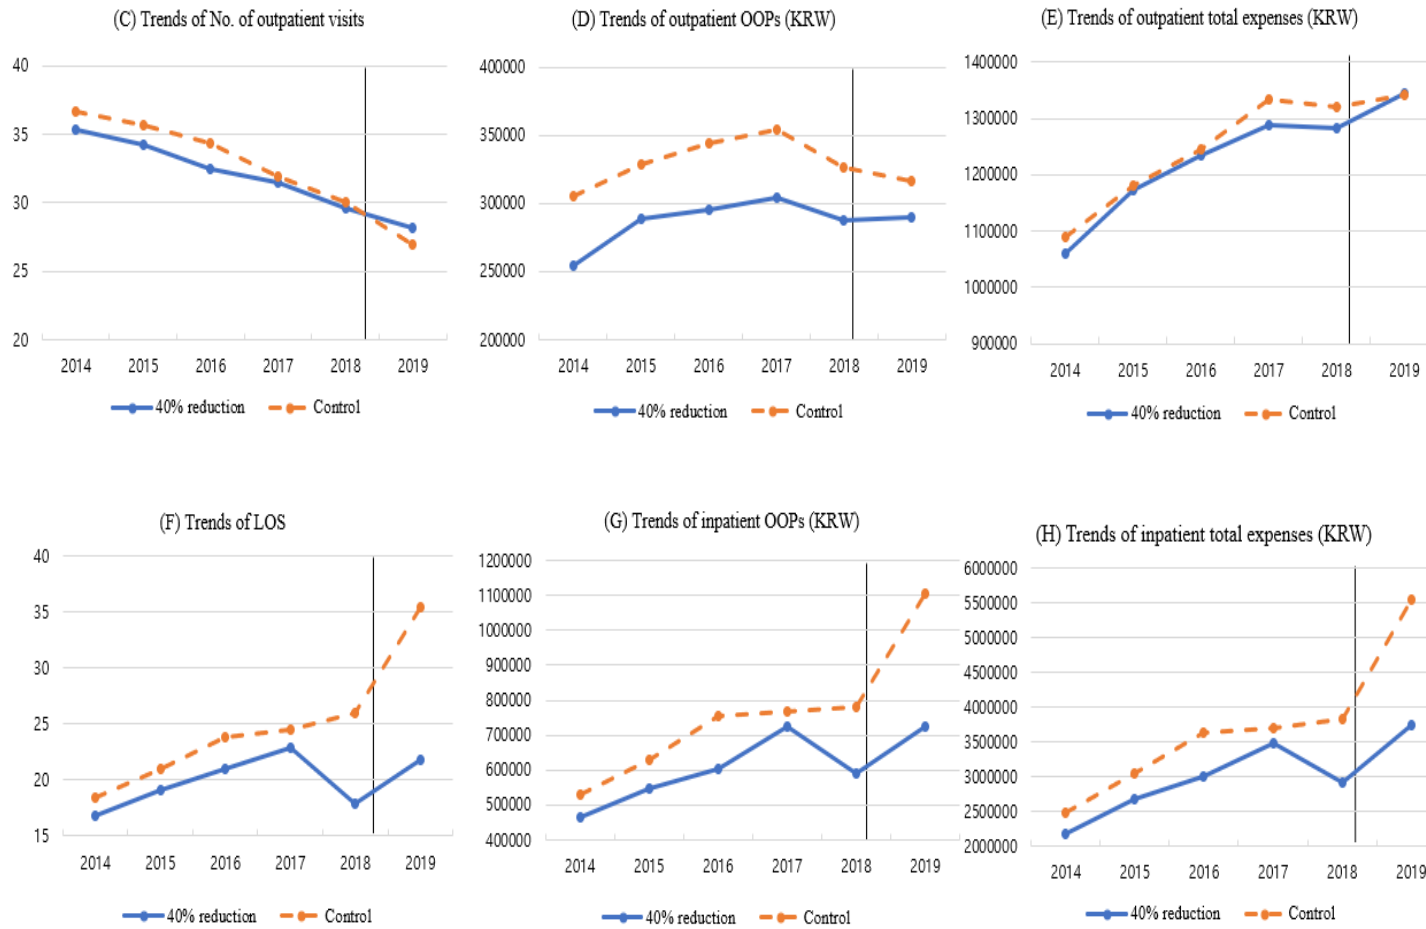 (C) Trends of No. of outpatient visits
40
35
30
25
20
2014 2015 2016 2017 2018 2019
40% reduction Control
(D) Trends of outpatient OOPs (KRW)
400000
350000
300000
250000
200000
2014 2015 2016 2017 2018 2019
40% reduction Control
(E) Trends of outpatient total expenses (KRW)
1400000
1300000
1200000
1100000
1000000
900000
2014 2015 2016 2017 2018 2019
40% reduction Control
(F) Trends of LOS
40
35
30
25
20
15
2014 2015 2016 2017 2018 2019
40% reduction Control
(G) Trends of inpatient OOPs (KRW)
1200000
1100000
1000000
900000
800000
700000
600000
500000
400000
2014 2015 2016 2017 2018 2019
40% reduction Control
(H) Trends of inpatient total expenses (KRW)
6000000
5500000
5000000
4500000
4000000
3500000
3000000
2500000
2000000
2014 2015 2016 2017 2018 2019
40% reduction Control